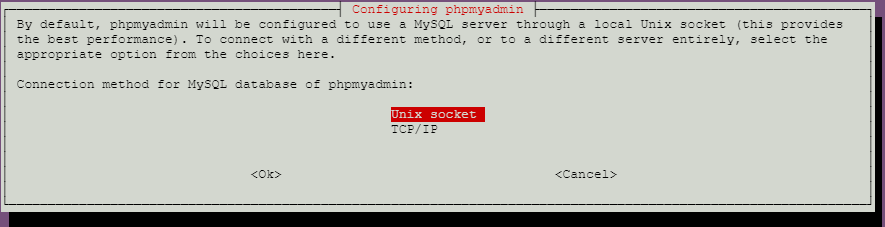 Configuring phpmyadmin
By default, phpmyadmin will be configured to use a MySQL server through a local Unix socket (this provides
the best performance). To connect with a different method, or to a different server entirely, select the
appropriate option from the choices here.
Connection method for MySQL database of phpmyadmin:
Unix socket
TCP/IP
<Ok> <Cancel>